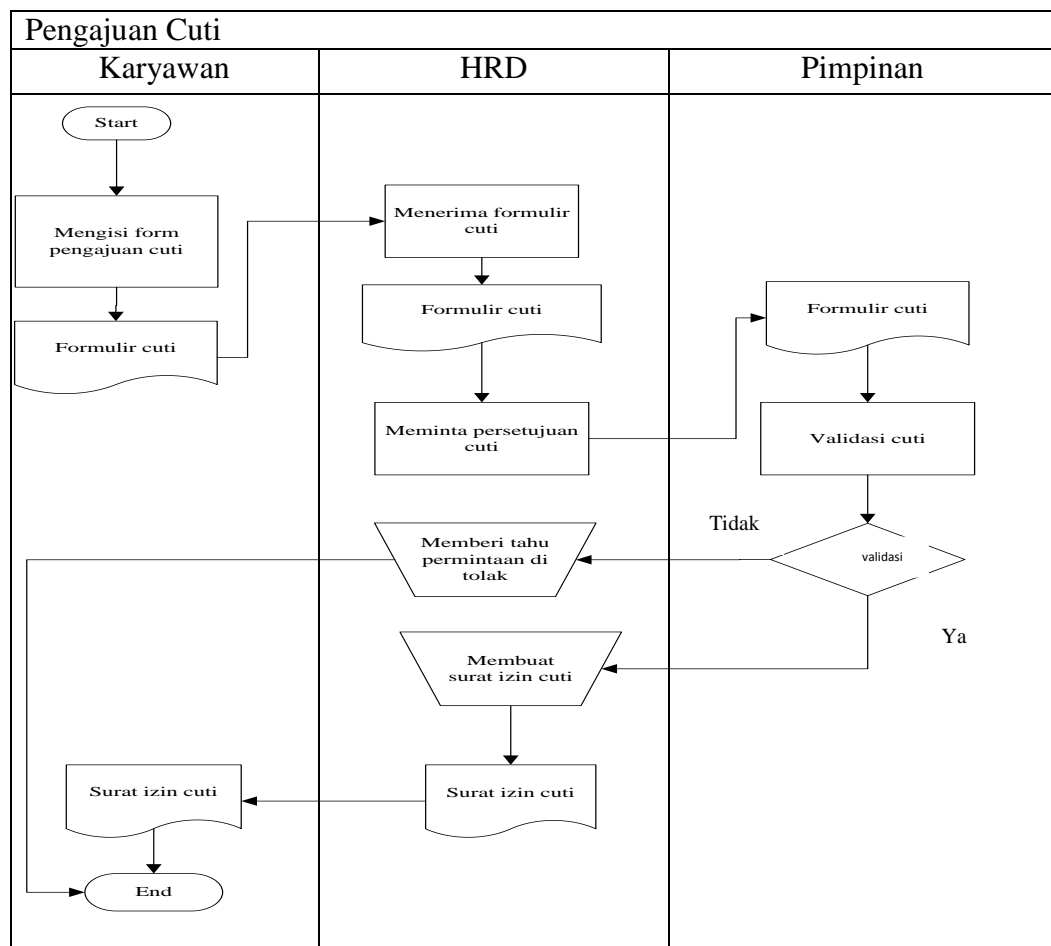 Pengajuan Cuti
Karyawan
HRD
Pimpinan
Start
Mengisi form
pengajuan cuti
Formulir cuti
Menerima formulir
cuti
Formulir cuti
Meminta persetujuan
cuti
Formulir cuti
Validasi cuti
validasi
Tidak
Ya
Memberi tahu
permintaan di
tolak
Membuat
surat izin cuti
Surat izin cuti
Surat izin cuti
End